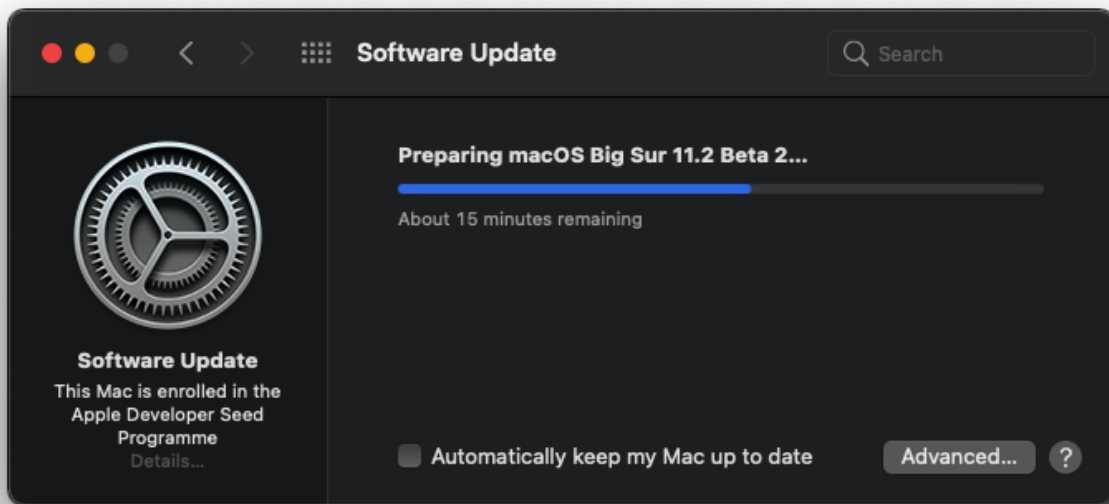 Software Update
Search
Preparing macOS Big Sur 11.2 Beta 2...
About 15 minutes remaining
Software Update
This Mac is enrolled in the
Apple Developer Seed
Programme
Details...
Automatically keep my Mac up to date
Advanced...
?